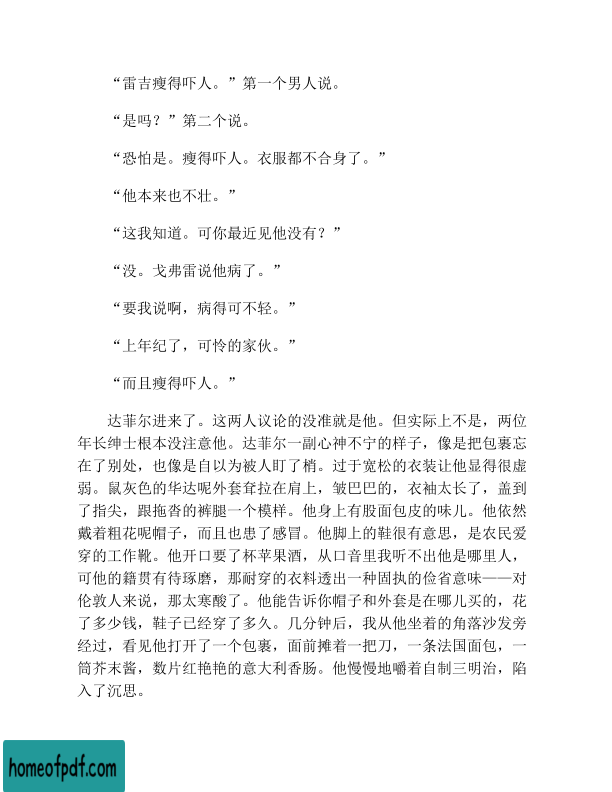 “雷吉瘦得吓人。”第一个男人说。
“是吗？”第二个说。
“恐怕是。瘦得吓人。衣服都不合身了。”
“他本来也不壮。”
“这我知道。可你最近见他没有？”
“没。戈弗雷说他病了。”
“要我说啊，病得可不轻。”
“上年纪了，可怜的家伙。”
“而且瘦得吓人。”
达菲尔进来了。这两人议论的没准就是他。但实际上不是，两位
年长绅士根本没注意他。达菲尔一副心神不宁的样子，像是把包裹忘
在了别处，也像是自以为被人盯了梢。过于宽松的衣装让他显得很虚
弱。鼠灰色的华达呢外套耷拉在肩上，皱巴巴的，衣袖太长了，盖到
了指尖，跟拖沓的裤腿一个模样。他身上有股面包皮的味儿。他依然
戴着粗花呢帽子，而且也患了感冒。他脚上的鞋很有意思，是农民爱
穿的工作靴。他开口要了杯苹果酒，从口音里我听不出他是哪里人，
可他的籍贯有待琢磨，那耐穿的衣料透出一种固执的俭省意味——对
伦敦人来说，那太寒酸了。他能告诉你帽子和外套是在哪儿买的，花
了多少钱，鞋子已经穿了多久。几分钟后，我从他坐着的角落沙发旁
经过，看见他打开了一个包裹，面前摊着一把刀，一条法国面包，一
筒芥末酱，数片红艳艳的意大利香肠。他慢慢地嚼着自制三明治，陷
入了沉思。
homeofpdf.com